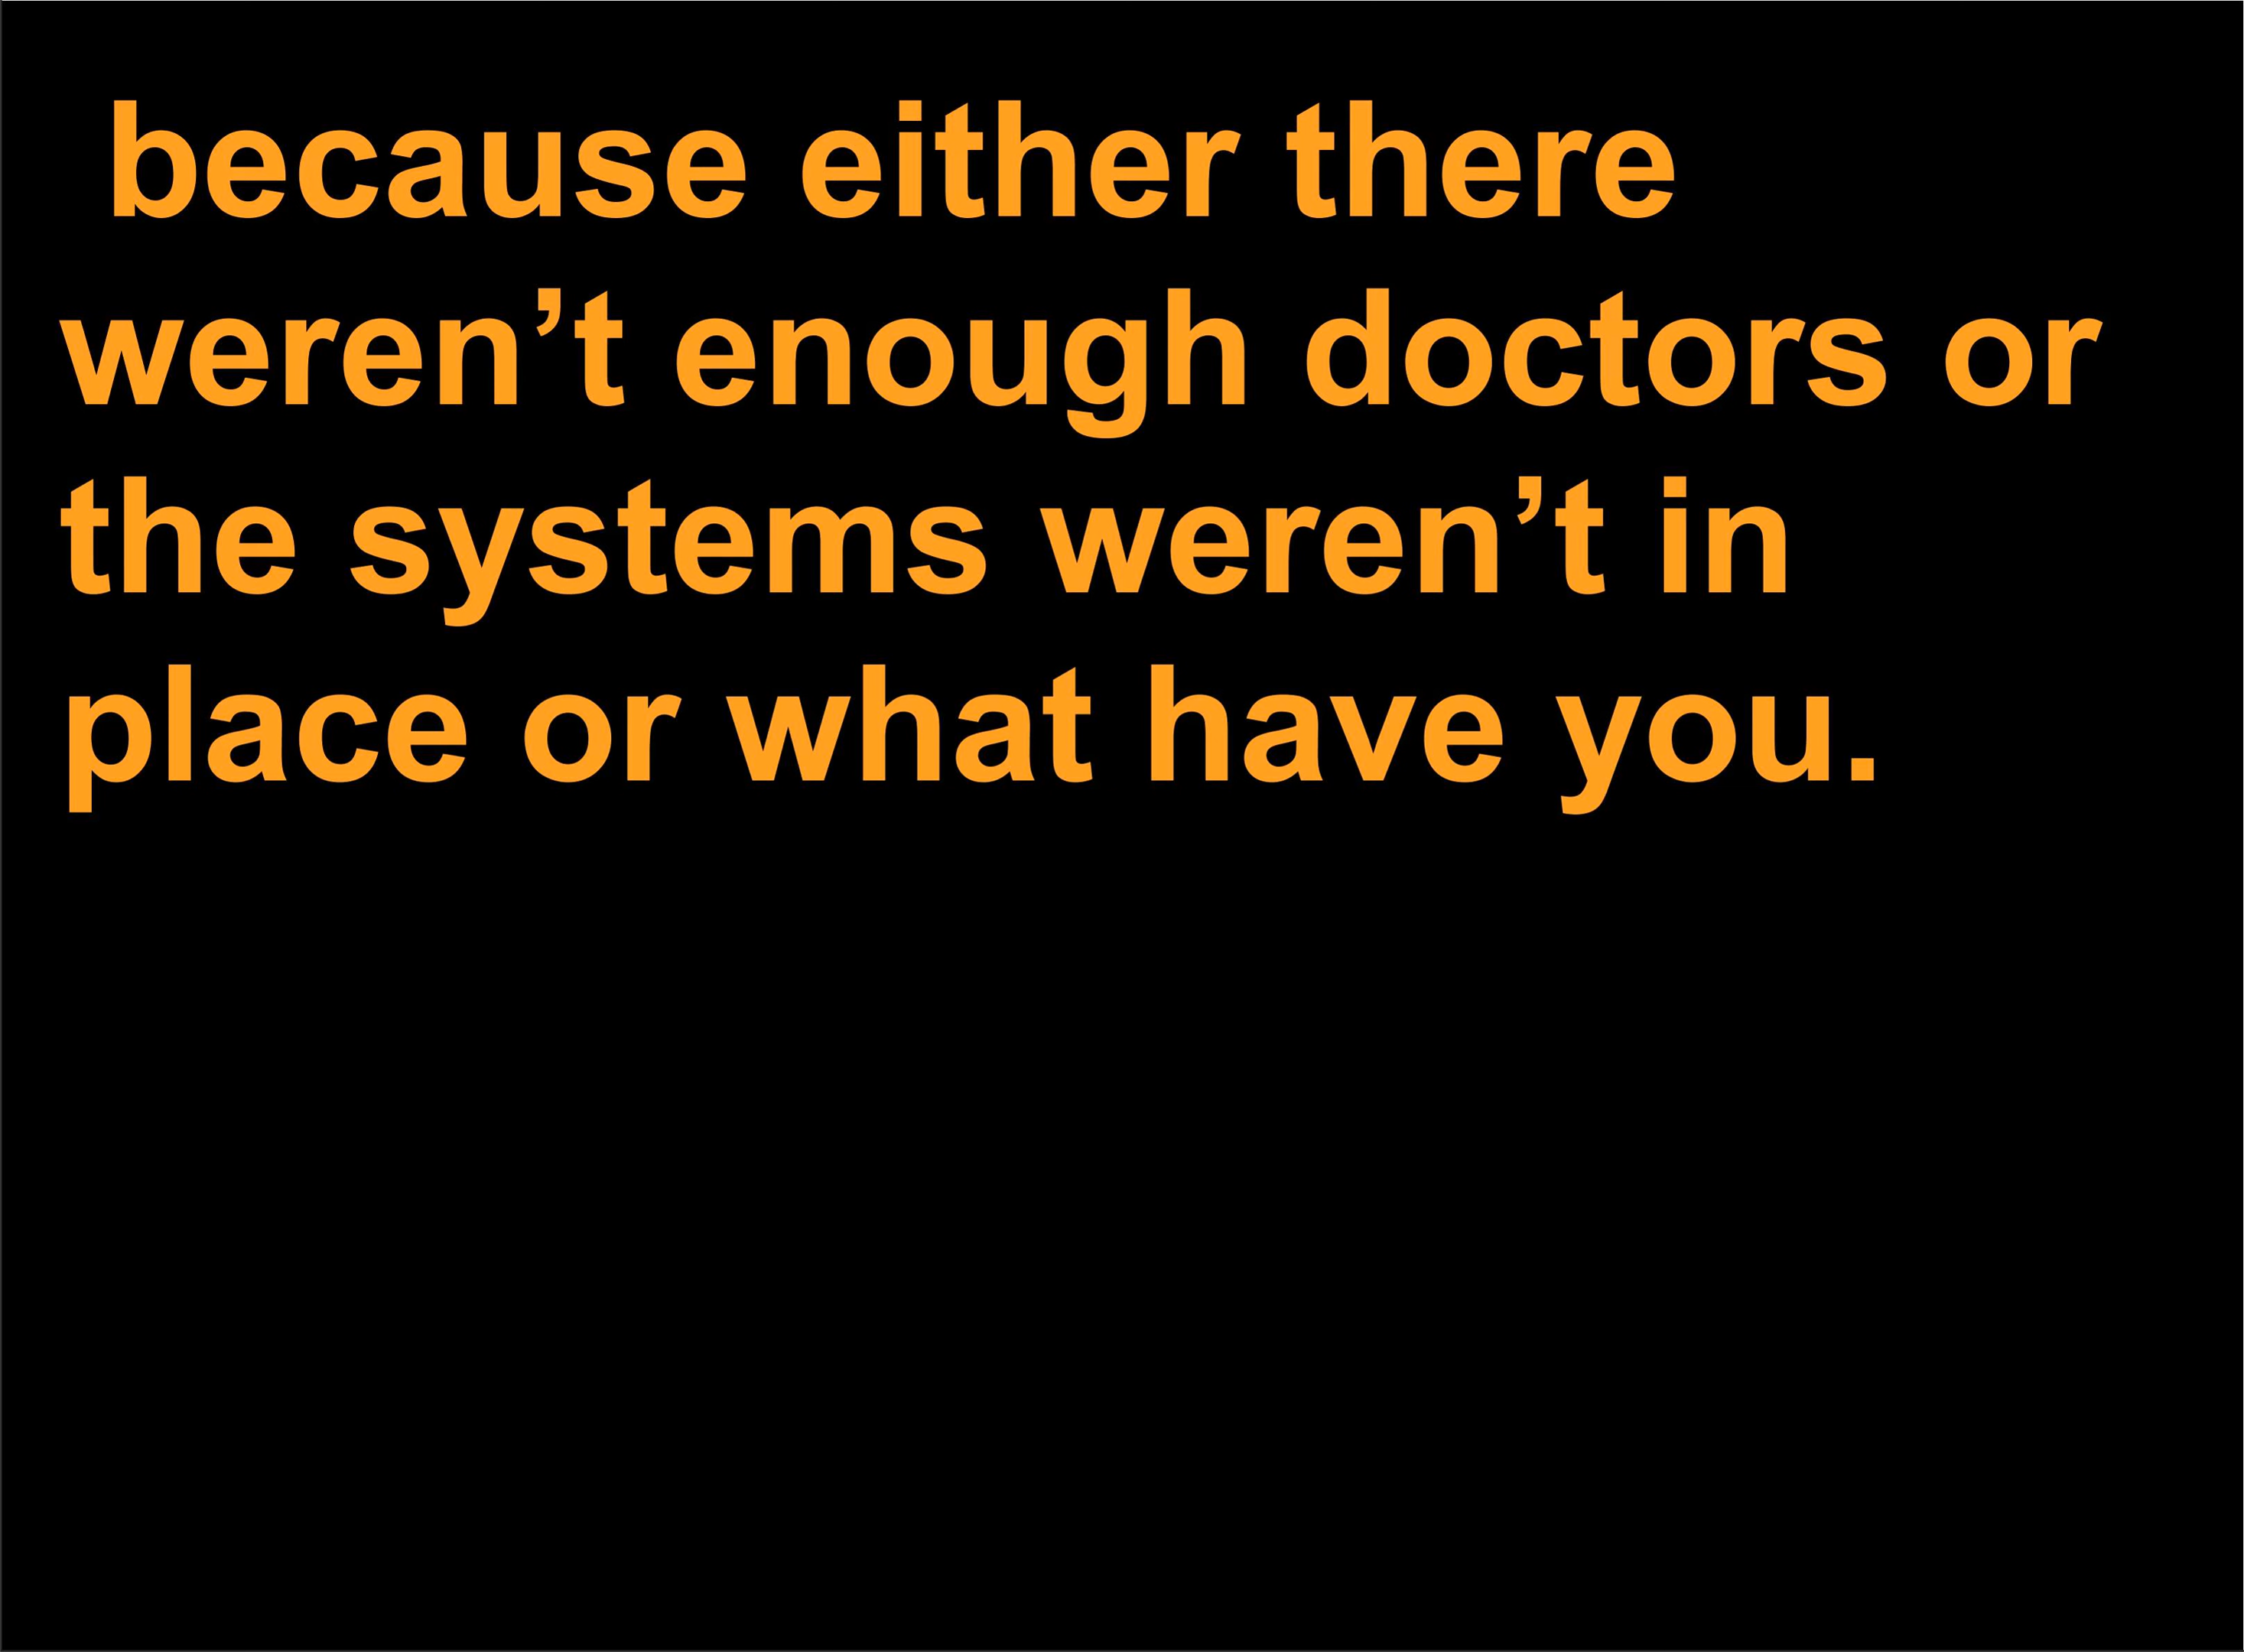 because either there
weren’t enough doctors or
the systems weren’t in
place or what have you.